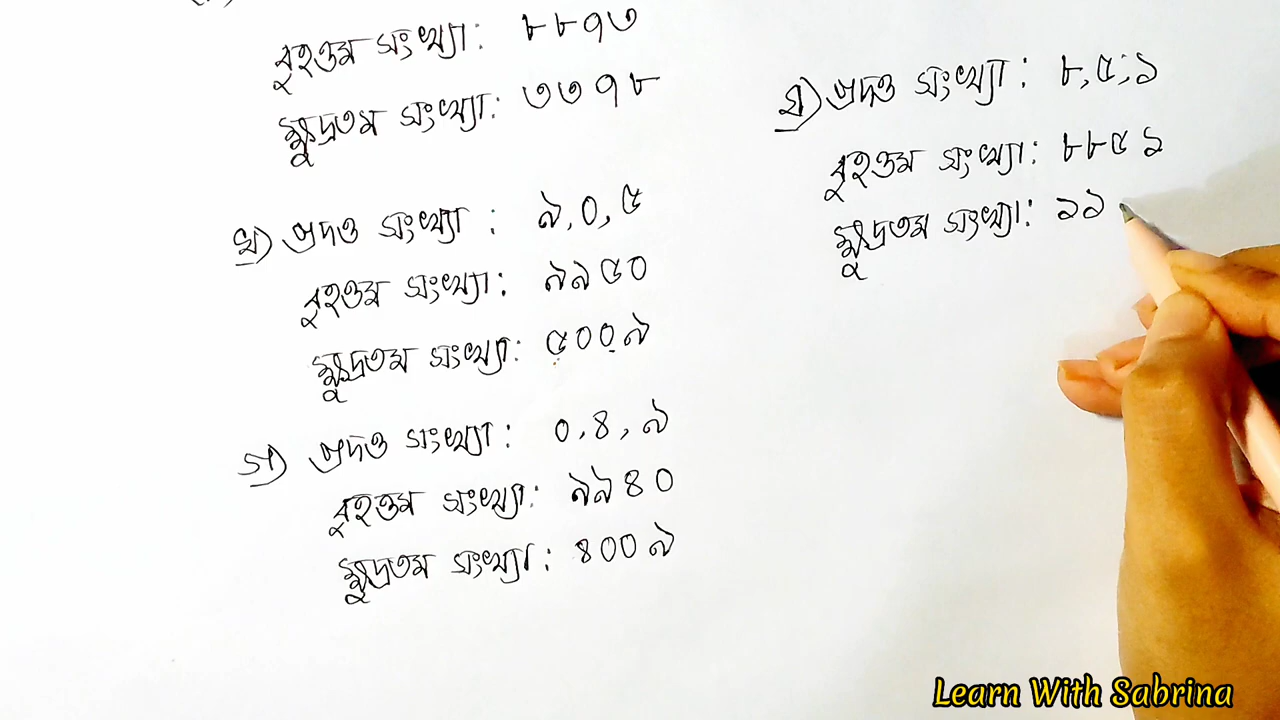 বৃহত্তম সংখ্যা: ৮৮৭৩
ক্ষুদ্রতম সংখ্যা: ৩৩৭৮
খ) প্রদত্ত সংখ্যা : ৯,০,৫
বৃহত্তম সংখ্যা: ৯৯৫০
ক্ষুদ্রতম সংখ্যা: ৫০০৯
গ) প্রদত্ত সংখ্যা: ০,৪,৯
বৃহত্তম সংখ্যা: ৯৯৪০
ক্ষুদ্রতম সংখ্যা: ৪০০৯
ঘ) প্রদত্ত সংখ্যা: ৮,৫,১
বৃহত্তম সংখ্যা: ৮৮৫১
ক্ষুদ্রতম সংখ্যা: ১১
Learn With Sabrina